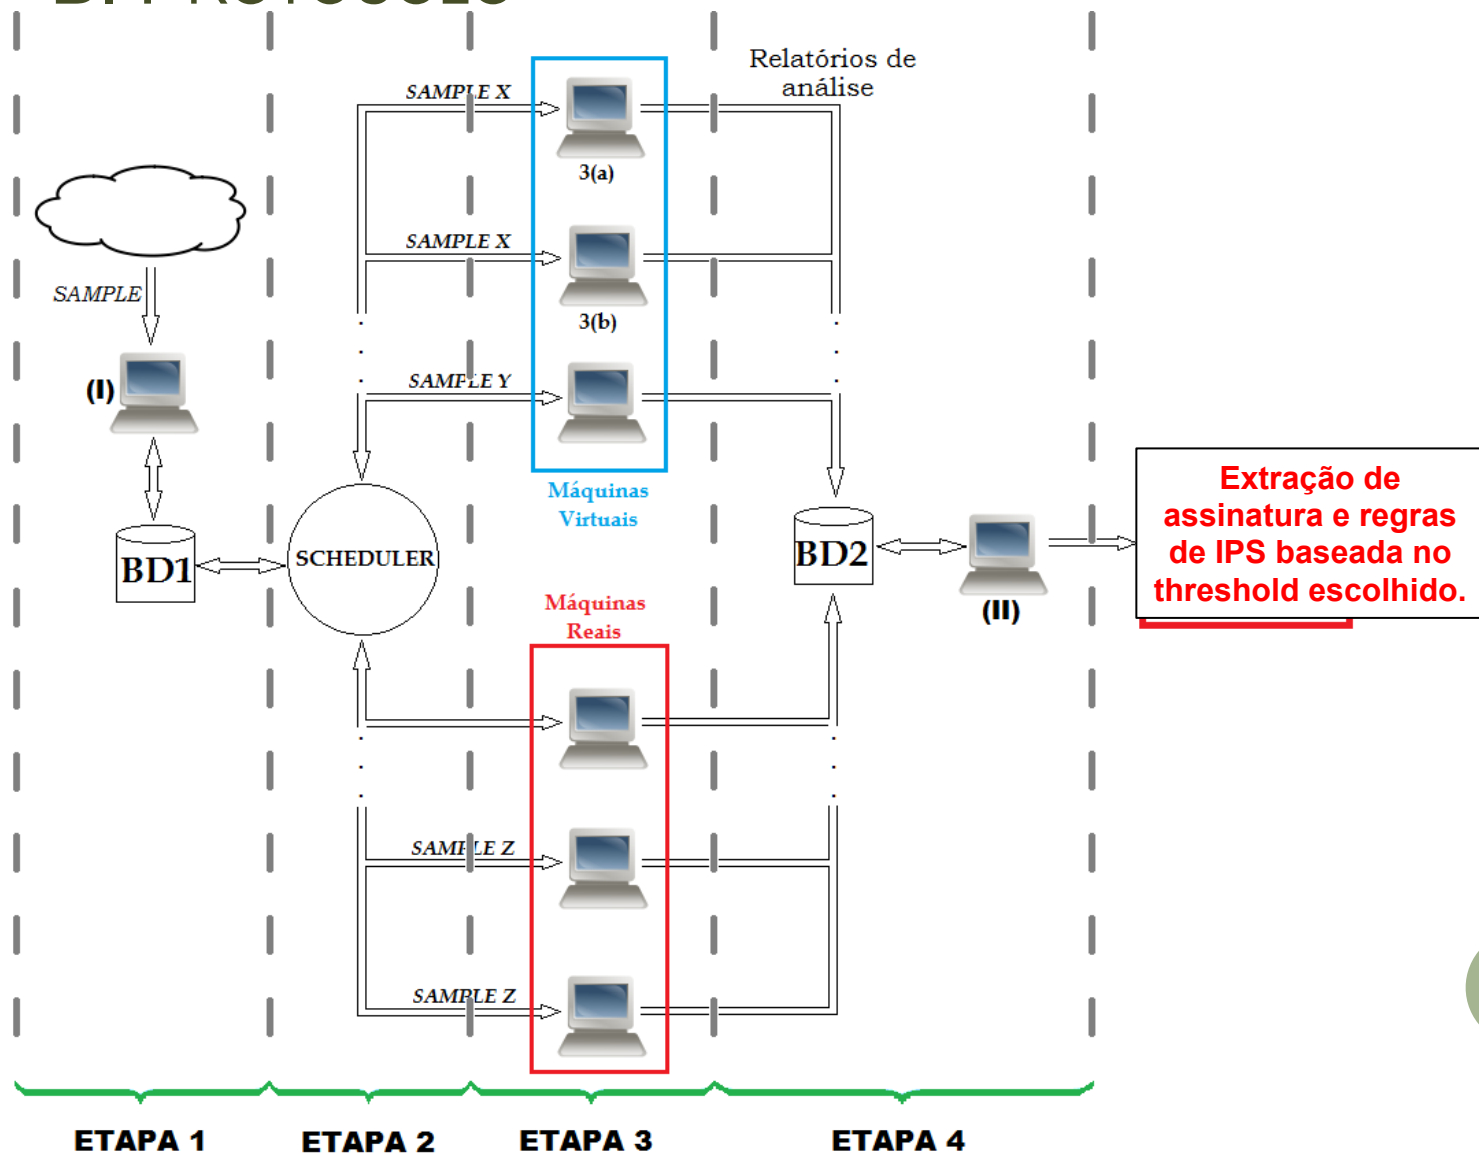 SAMPLE X
Relatórios de
análise
3(a)
SAMPLE X
SAMPLE
3(b)
(I)
SAMPLE Y
Máquinas
Virtuais
Extração de
assinatura e regras
de IPS baseada no
threshold escolhido.
BD1
SCHEDULER
BD2
(II)
Máquinas
Reais
SAMPLE Z
SAMPLE Z
ETAPA 1
ETAPA 2
ETAPA 3
ETAPA 4